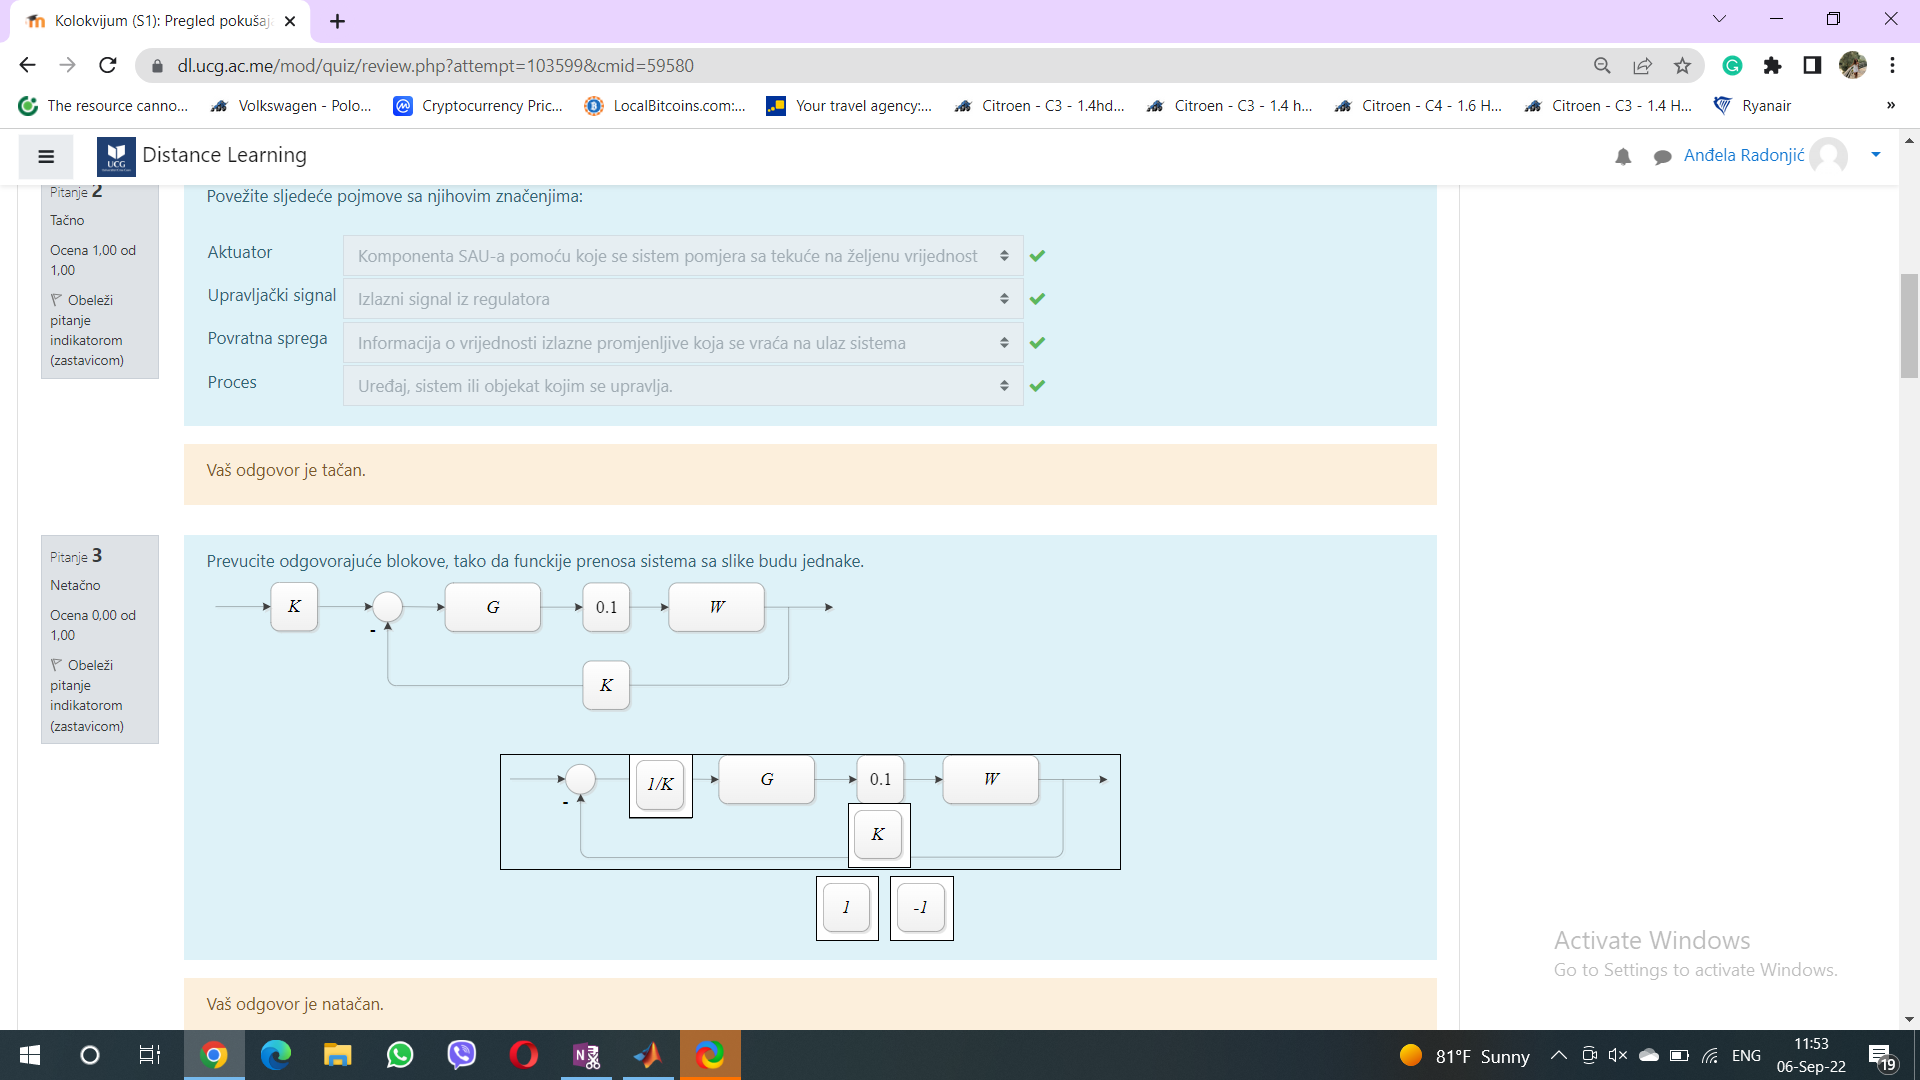 Kolokvijum (S1): Pregled pokušaj
dl.ucg.ac.me/mod/quiz/review.php?attempt=103599&cmid=59580
The resource canno...
Volkswagen - Polo...
Cryptocurrency Pric...
LocalBitcoins.com:...
Your travel agency:...
Citroen - C3 - 1.4hd...
Citroen - C3 - 1.4 h...
Citroen - C4 - 1.6 H...
Citroen - C3 - 1.4 H...
Ryanair
»
UCG
Distance Learning
Anđela Radonjić
Pitanje 2
Tačno
Ocena 1,00 od
1,00
Obeleži
pitanje
indikatorom
(zastavicom)
Povežite sljedeće pojmove sa njihovim značenjima:
Aktuator
Komponenta SAU-a pomoću koje se sistem pomjera sa tekuće na željenu vrijednost
Upravljački signal
Izlazni signal iz regulatora
Povratna sprega
Informacija o vrijednosti izlazne promjenljive koja se vraća na ulaz sistema
Proces
Uređaj, sistem ili objekat kojim se upravlja.
Vaš odgovor je tačan.
Pitanje 3
Netačno
Ocena 0,00 od
1,00
Obeleži
pitanje
indikatorom
(zastavicom)
Prevucite odgovorajuće blokove, tako da funckije prenosa sistema sa slike budu jednake.
K
G
0.1
W
-
K
1/K
G
0.1
W
-
K
1
-1
Vaš odgovor je natačan.
Activate Windows
Go to Settings to activate Windows.
81°F Sunny
ENG
11:53
06-Sep-22
19